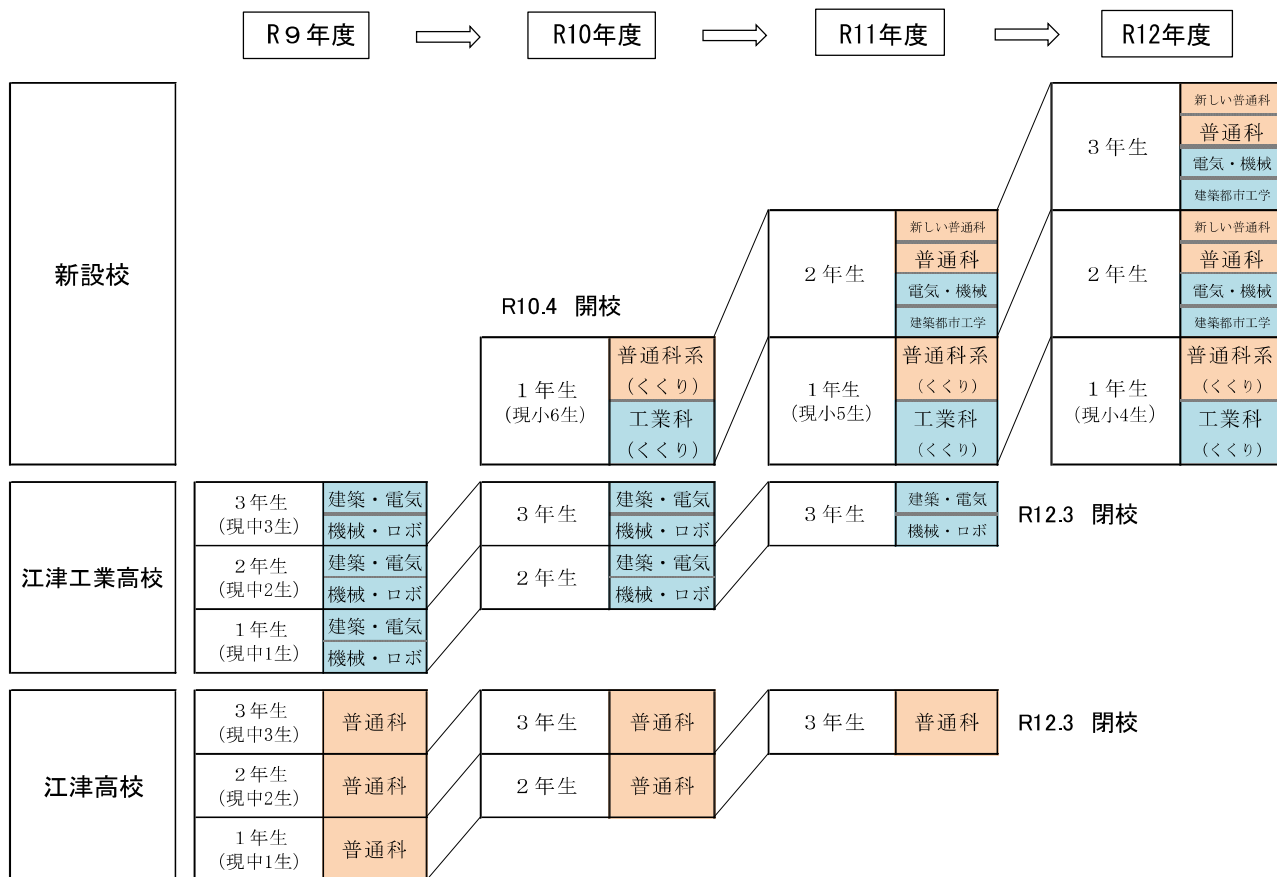 R９年度
R10年度
R11年度
R12年度
新設校
R10.4 開校
１年生
(現小6生)
普通科系
(くくり)
工業科
(くくり)
２年生
新しい普通科
普通科
電気・機械
建築都市工学
１年生
(現小5生)
普通科系
(くくり)
工業科
(くくり)
３年生
新しい普通科
普通科
電気・機械
建築都市工学
２年生
新しい普通科
普通科
電気・機械
建築都市工学
１年生
(現小4生)
普通科系
(くくり)
工業科
(くくり)
江津工業高校
３年生
(現中3生)
建築・電気
機械・ロボ
２年生
(現中2生)
建築・電気
機械・ロボ
１年生
(現中1生)
建築・電気
機械・ロボ
３年生
建築・電気
機械・ロボ
２年生
建築・電気
機械・ロボ
３年生
建築・電気
機械・ロボ
R12.3 閉校
江津高校
３年生
(現中3生)
普通科
２年生
(現中2生)
普通科
１年生
(現中1生)
普通科
３年生
普通科
２年生
普通科
３年生
普通科
R12.3 閉校